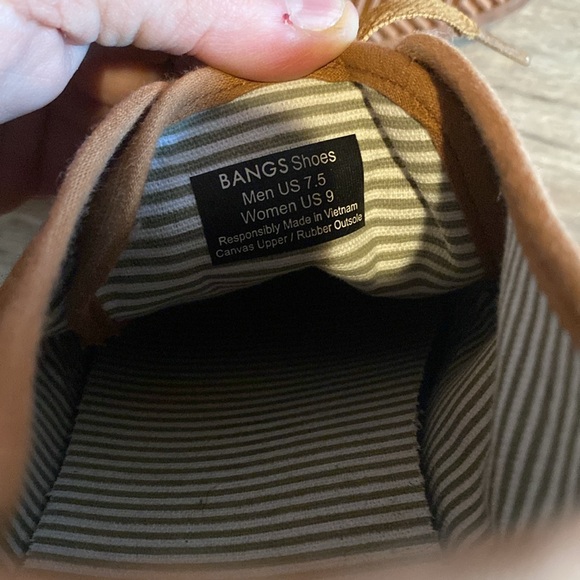 BANGS Shoes
Men US 7.5
Women US 9
Responsibly Made in Vietnam
Canvas Upper / Rubber Outsole